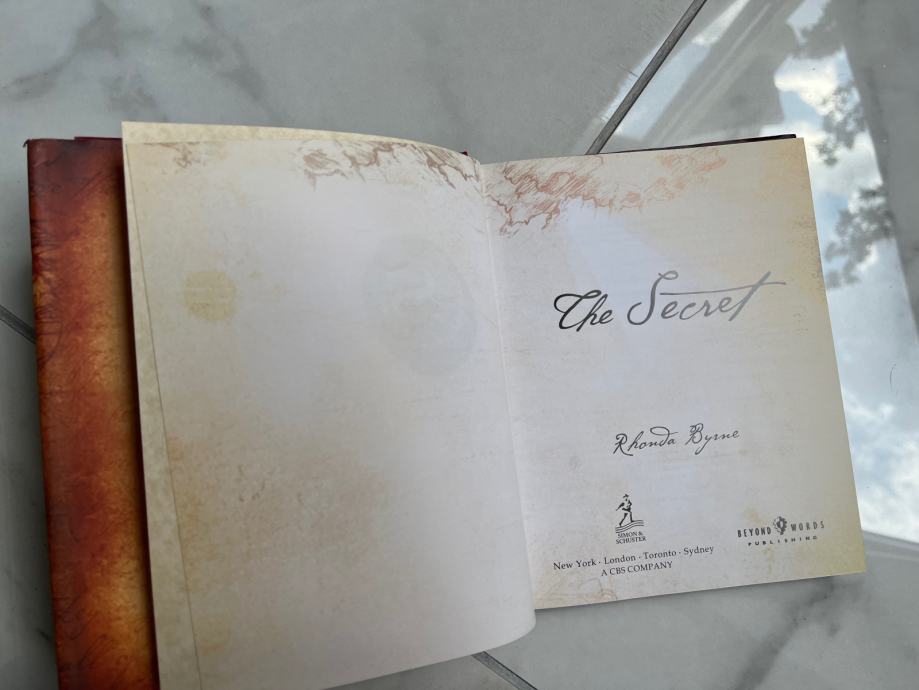 The Secret
Rhonda Byrne
SIMON &
SCHUSTER
New York · London · Toronto · Sydney
A CBS COMPANY
BEYOND WORDS
PUBLISHING